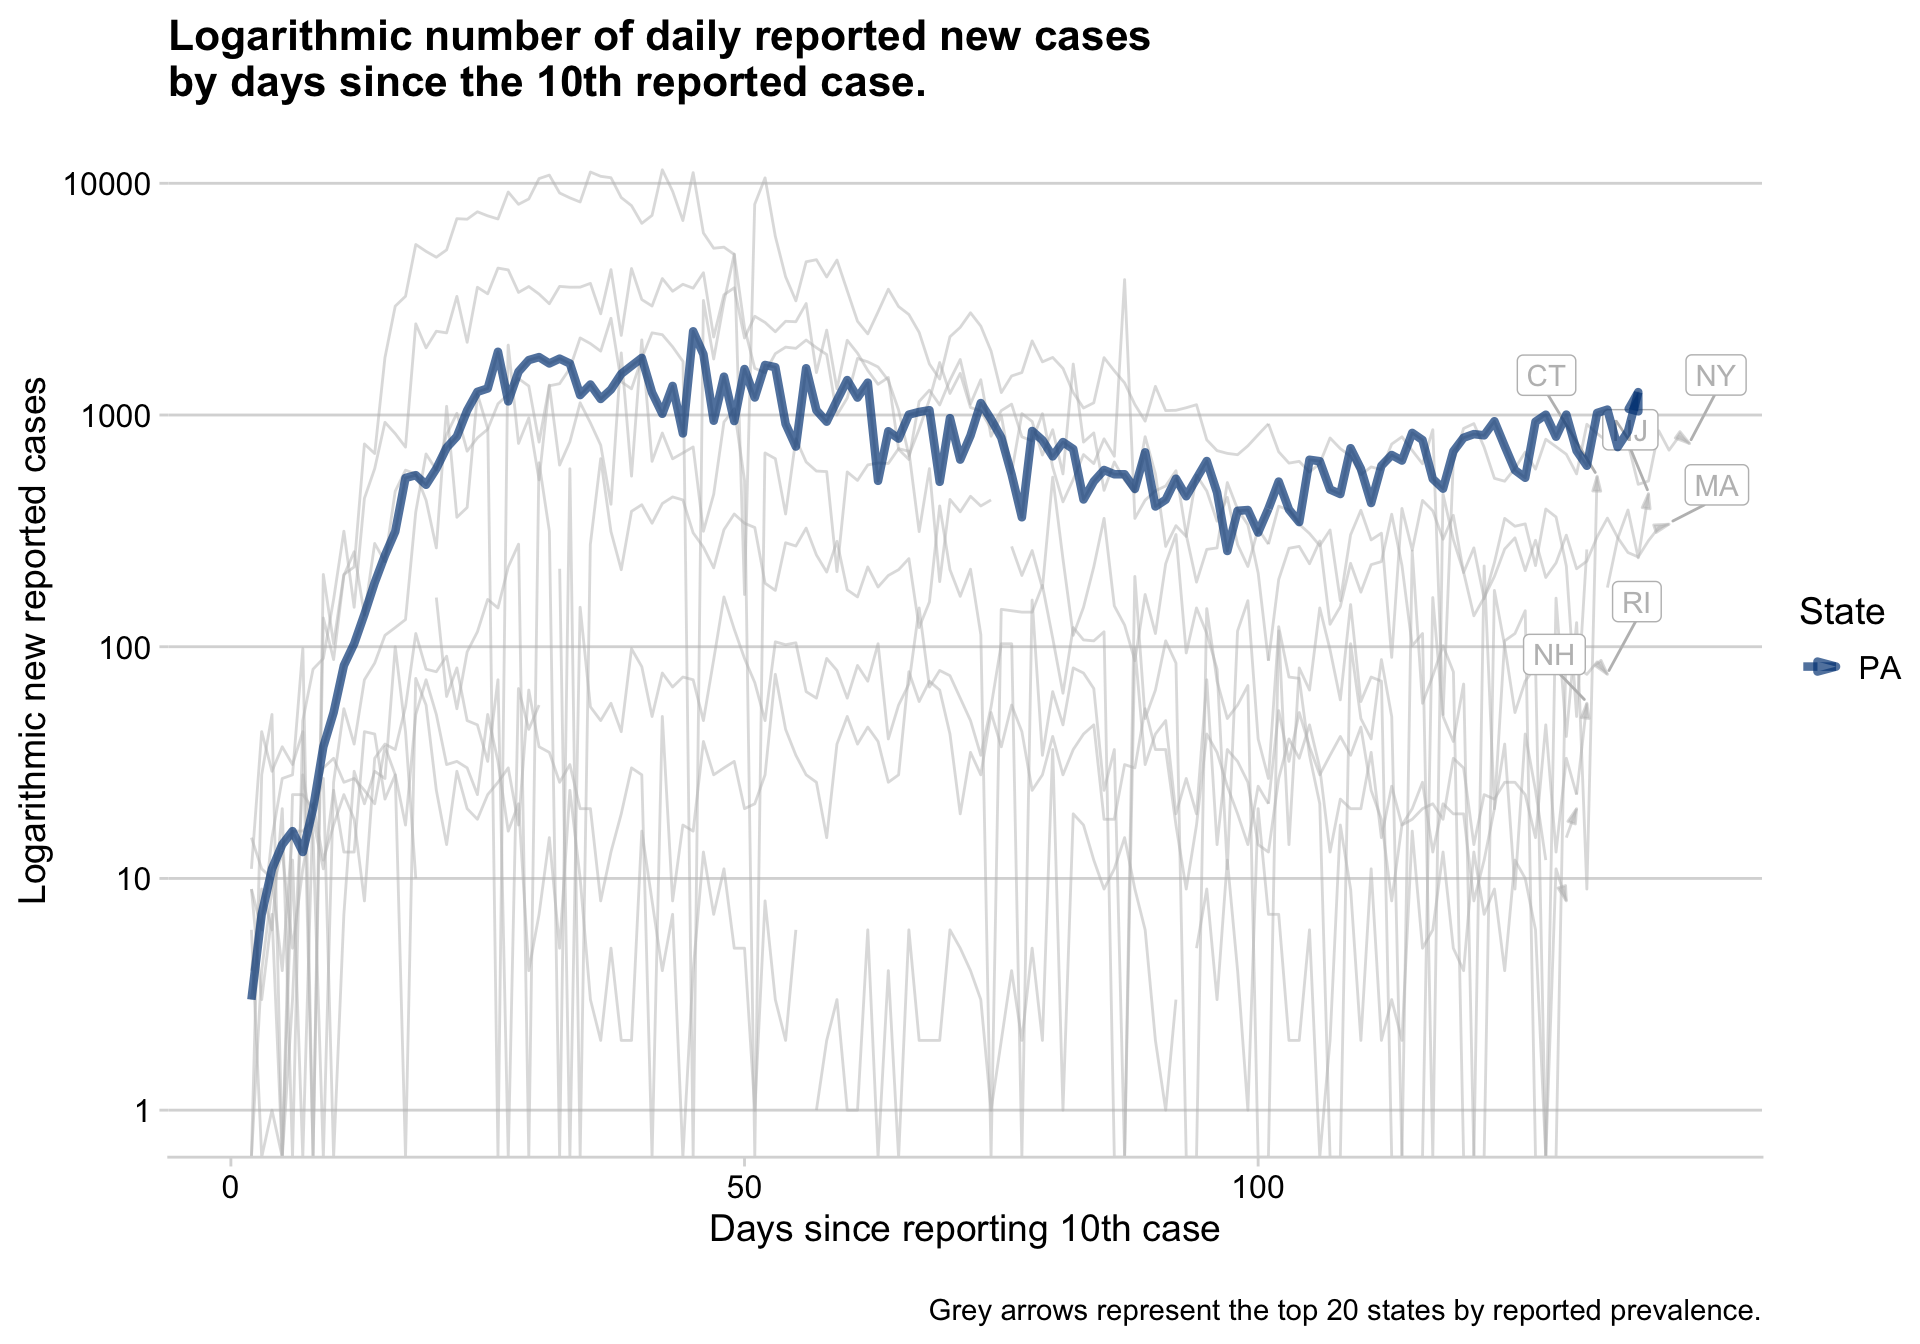 Logarithmic number of daily reported new cases
by days since the 10th reported case.
Logarithmic new reported cases
10000
1000
100
10
1
CT
NY
NJ
MA
RI
NH
State
PA
0
50
100
Days since reporting 10th case
Grey arrows represent the top 20 states by reported prevalence.